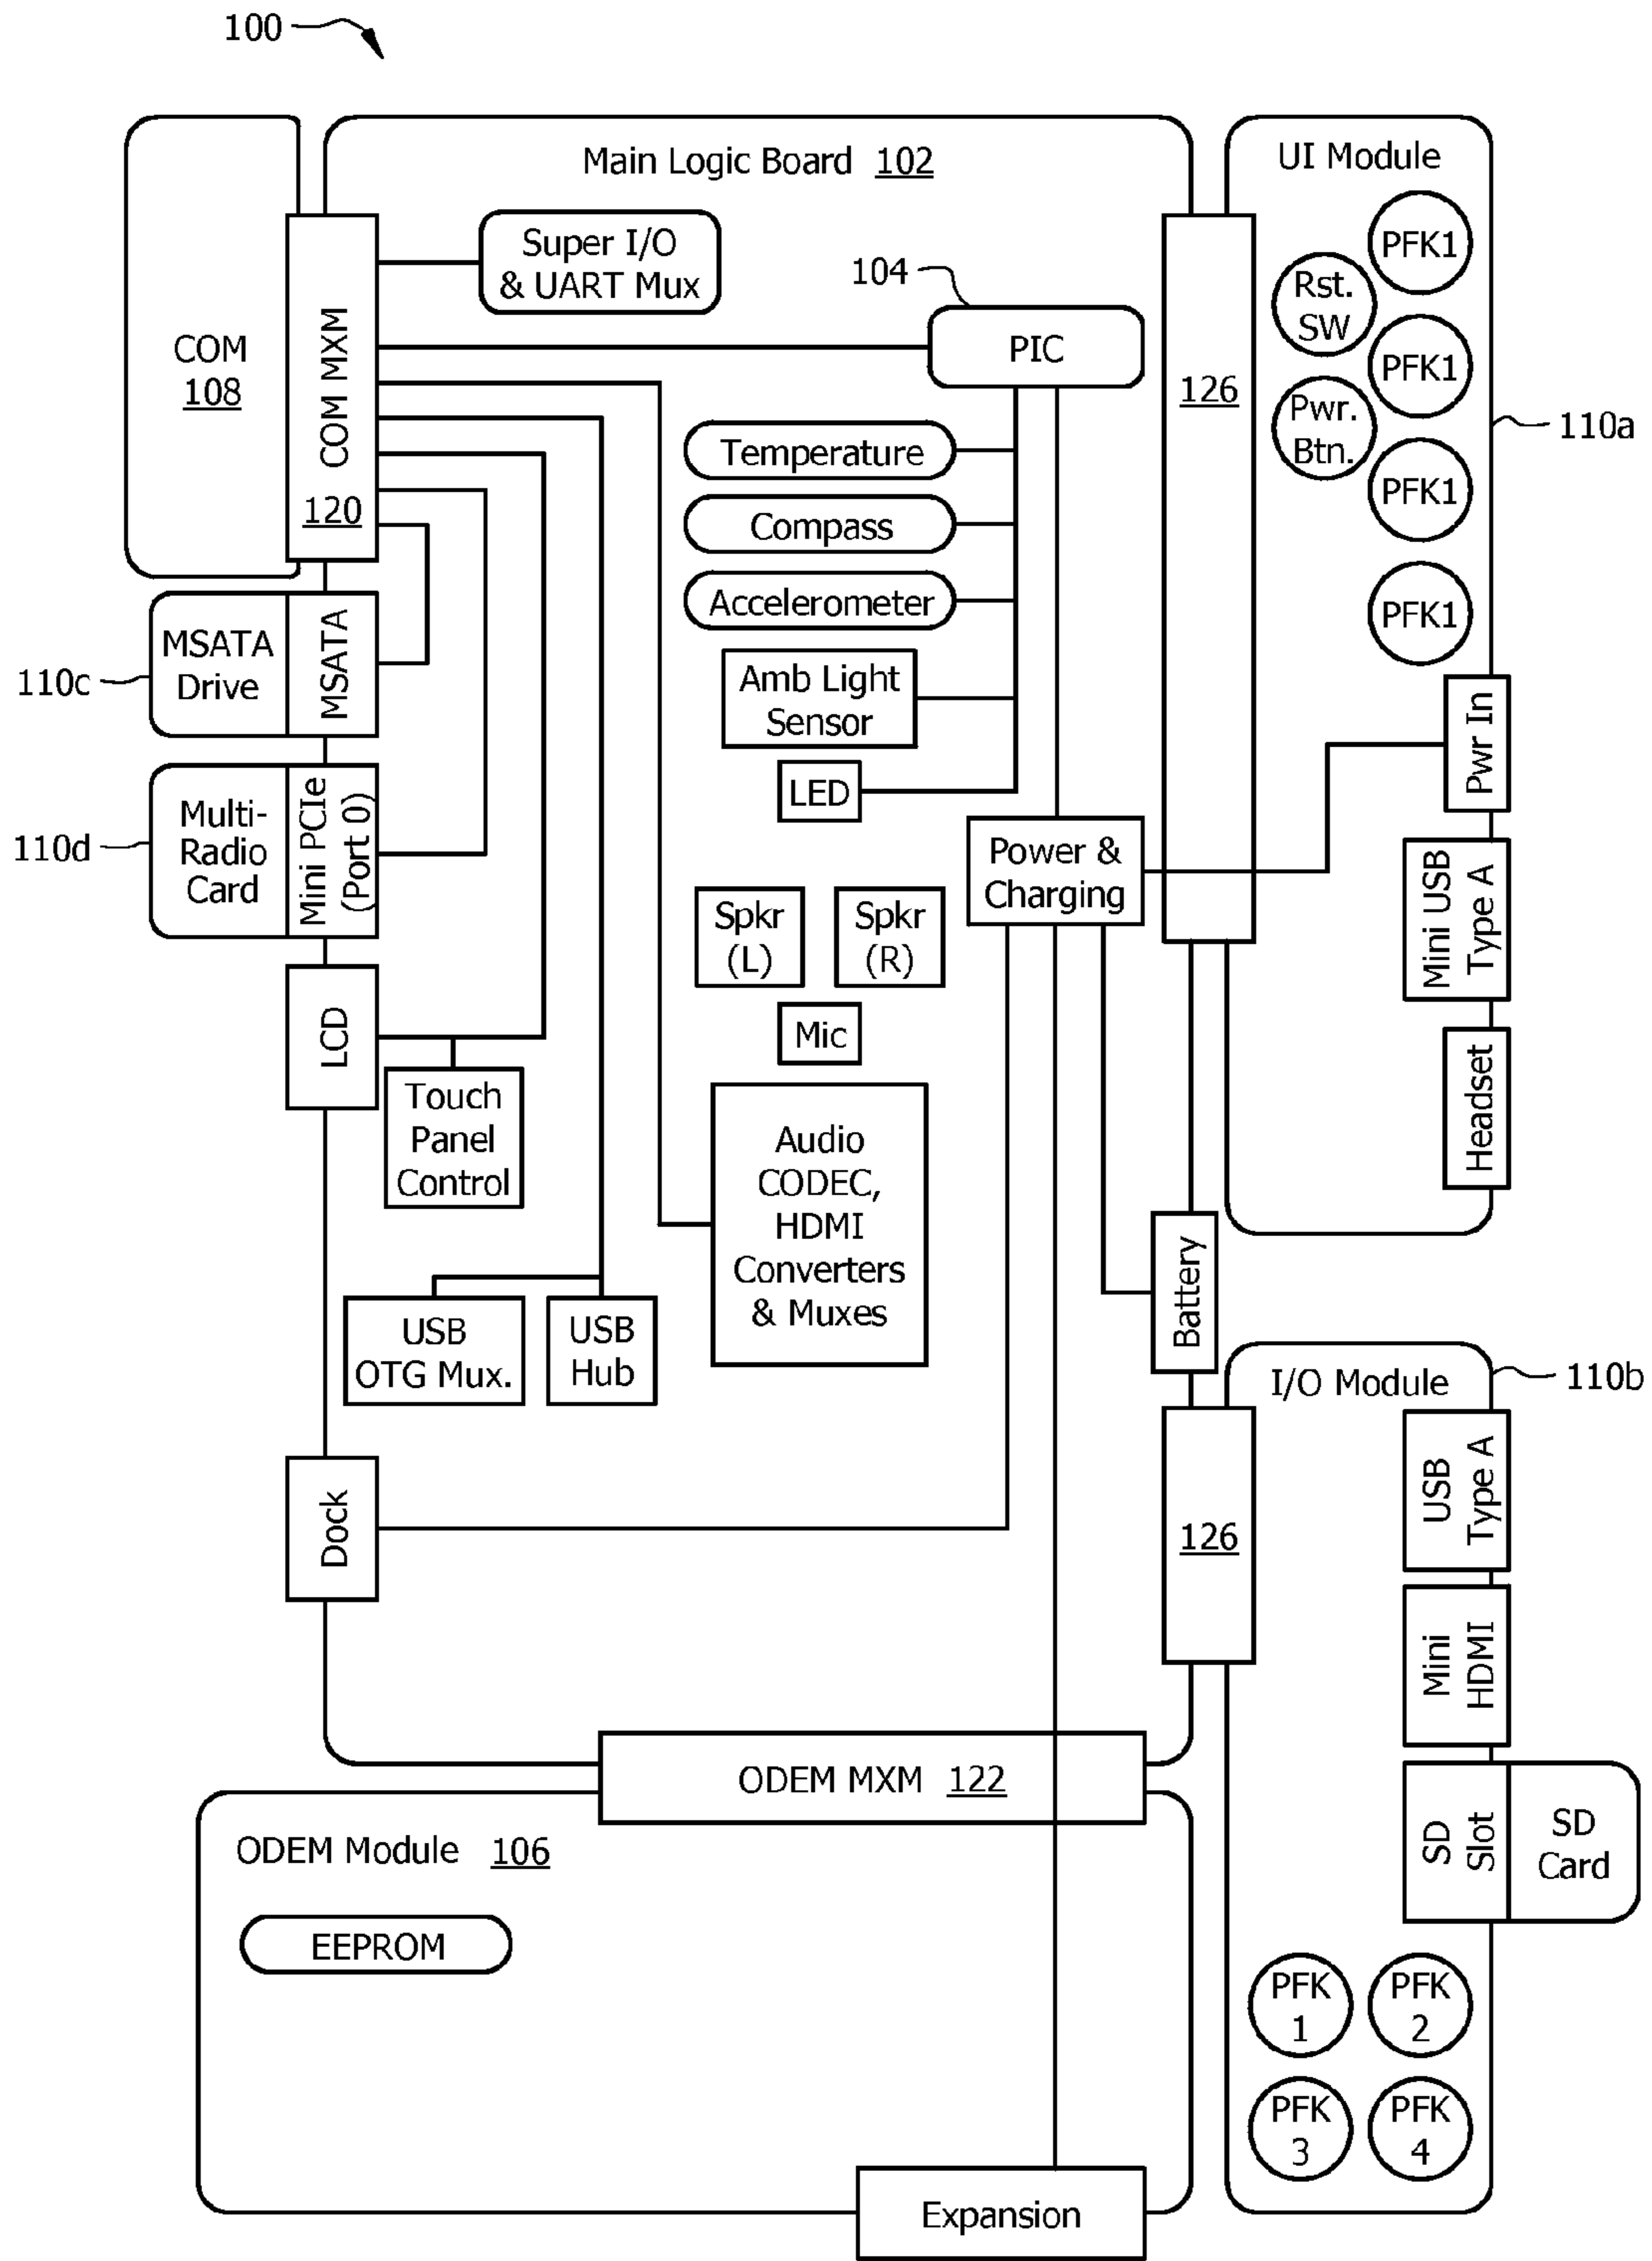 100
Main Logic Board 102
UI Module
COM
108
COM MXM
120
Super I/O
& UART Mux
104
PIC
126
PFK1
Rst.
SW
PFK1
Pwr.
Btn.
PFK1
PFK1
110a
Temperature
Compass
Accelerometer
Amb Light
Sensor
LED
110c
MSATA
Drive
MSATA
110d
Multi-
Radio
Card
Mini PCIe
(Port 0)
Power &
Charging
Pwr In
Mini USB
Type A
Headset
Spkr
(L)
Spkr
(R)
Mic
LCD
Touch
Panel
Control
Audio
CODEC,
HDMI
Converters
& Muxes
USB
OTG Mux.
USB
Hub
Battery
I/O Module
110b
Dock
126
USB
Type A
Mini
HDMI
SD
Slot
SD
Card
ODEM MXM 122
ODEM Module 106
EEPROM
PFK
1
PFK
2
PFK
3
PFK
4
Expansion